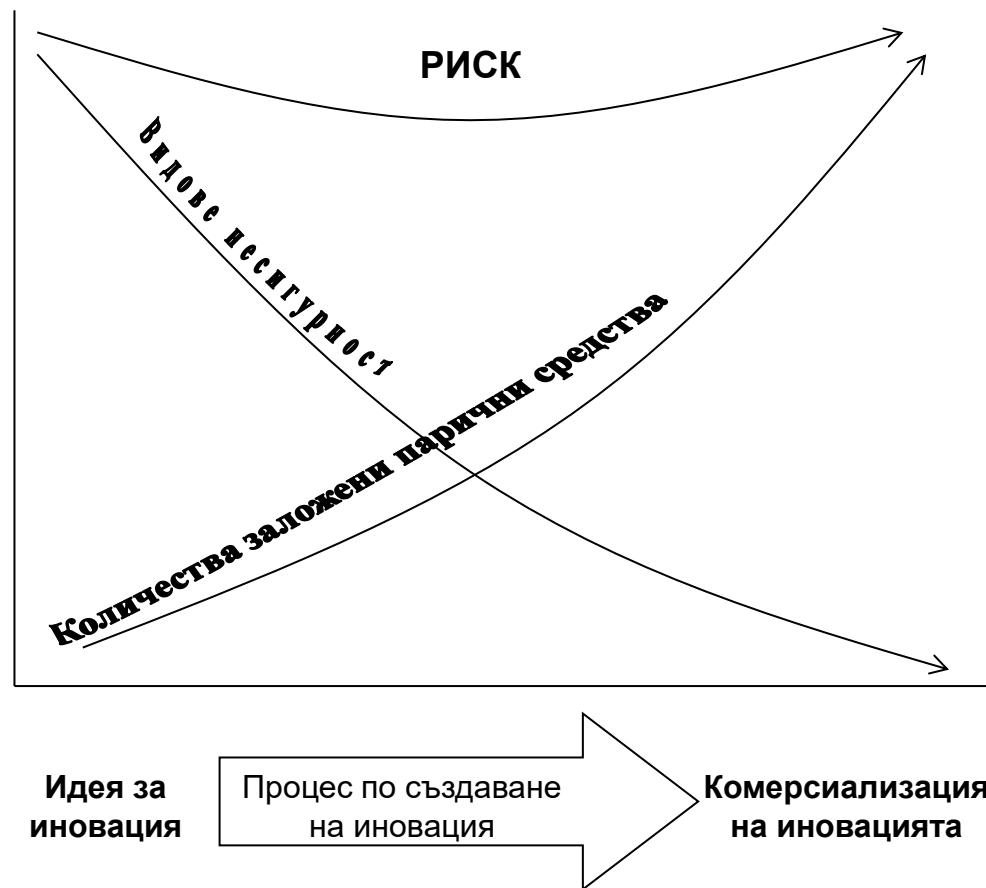 РИСК
Видове несигурност
Количества заложени парични средства
Идея за
иновация
Процес по създаване
на иновация
Комерсиализация
на иновацията